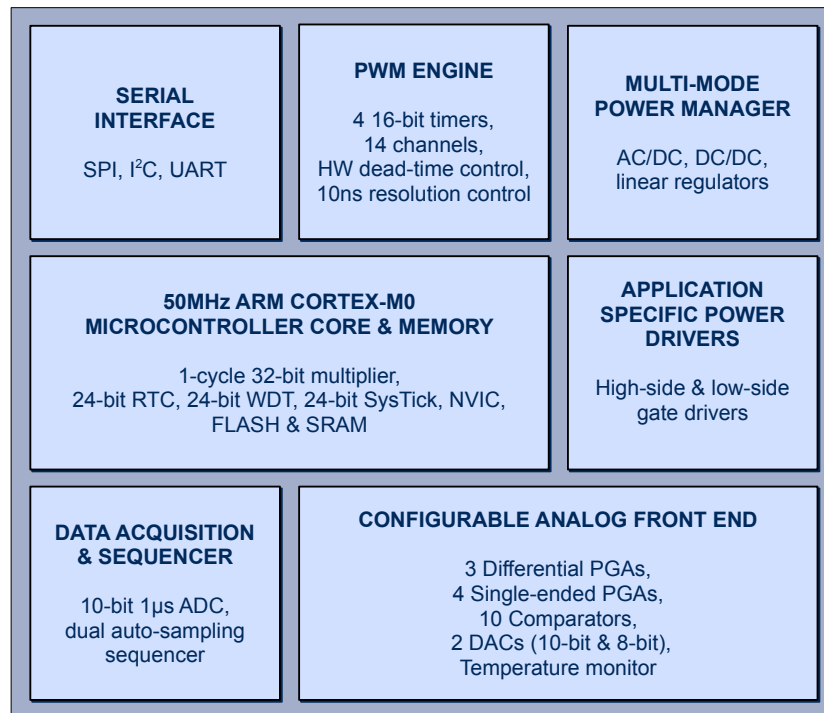 SERIAL
INTERFACE
SPI, I²C, UART
PWM ENGINE
4 16-bit timers,
14 channels,
HW dead-time control,
10ns resolution control
MULTI-MODE
POWER MANAGER
AC/DC, DC/DC,
linear regulators
50MHz ARM CORTEX-M0
MICROCONTROLLER CORE & MEMORY
1-cycle 32-bit multiplier,
24-bit RTC, 24-bit WDT, 24-bit SysTick, NVIC,
FLASH & SRAM
APPLICATION
SPECIFIC POWER
DRIVERS
High-side & low-side
gate drivers
DATA ACQUISITION
& SEQUENCER
10-bit 1µs ADC,
dual auto-sampling
sequencer
CONFIGURABLE ANALOG FRONT END
3 Differential PGAs,
4 Single-ended PGAs,
10 Comparators,
2 DACs (10-bit & 8-bit),
Temperature monitor